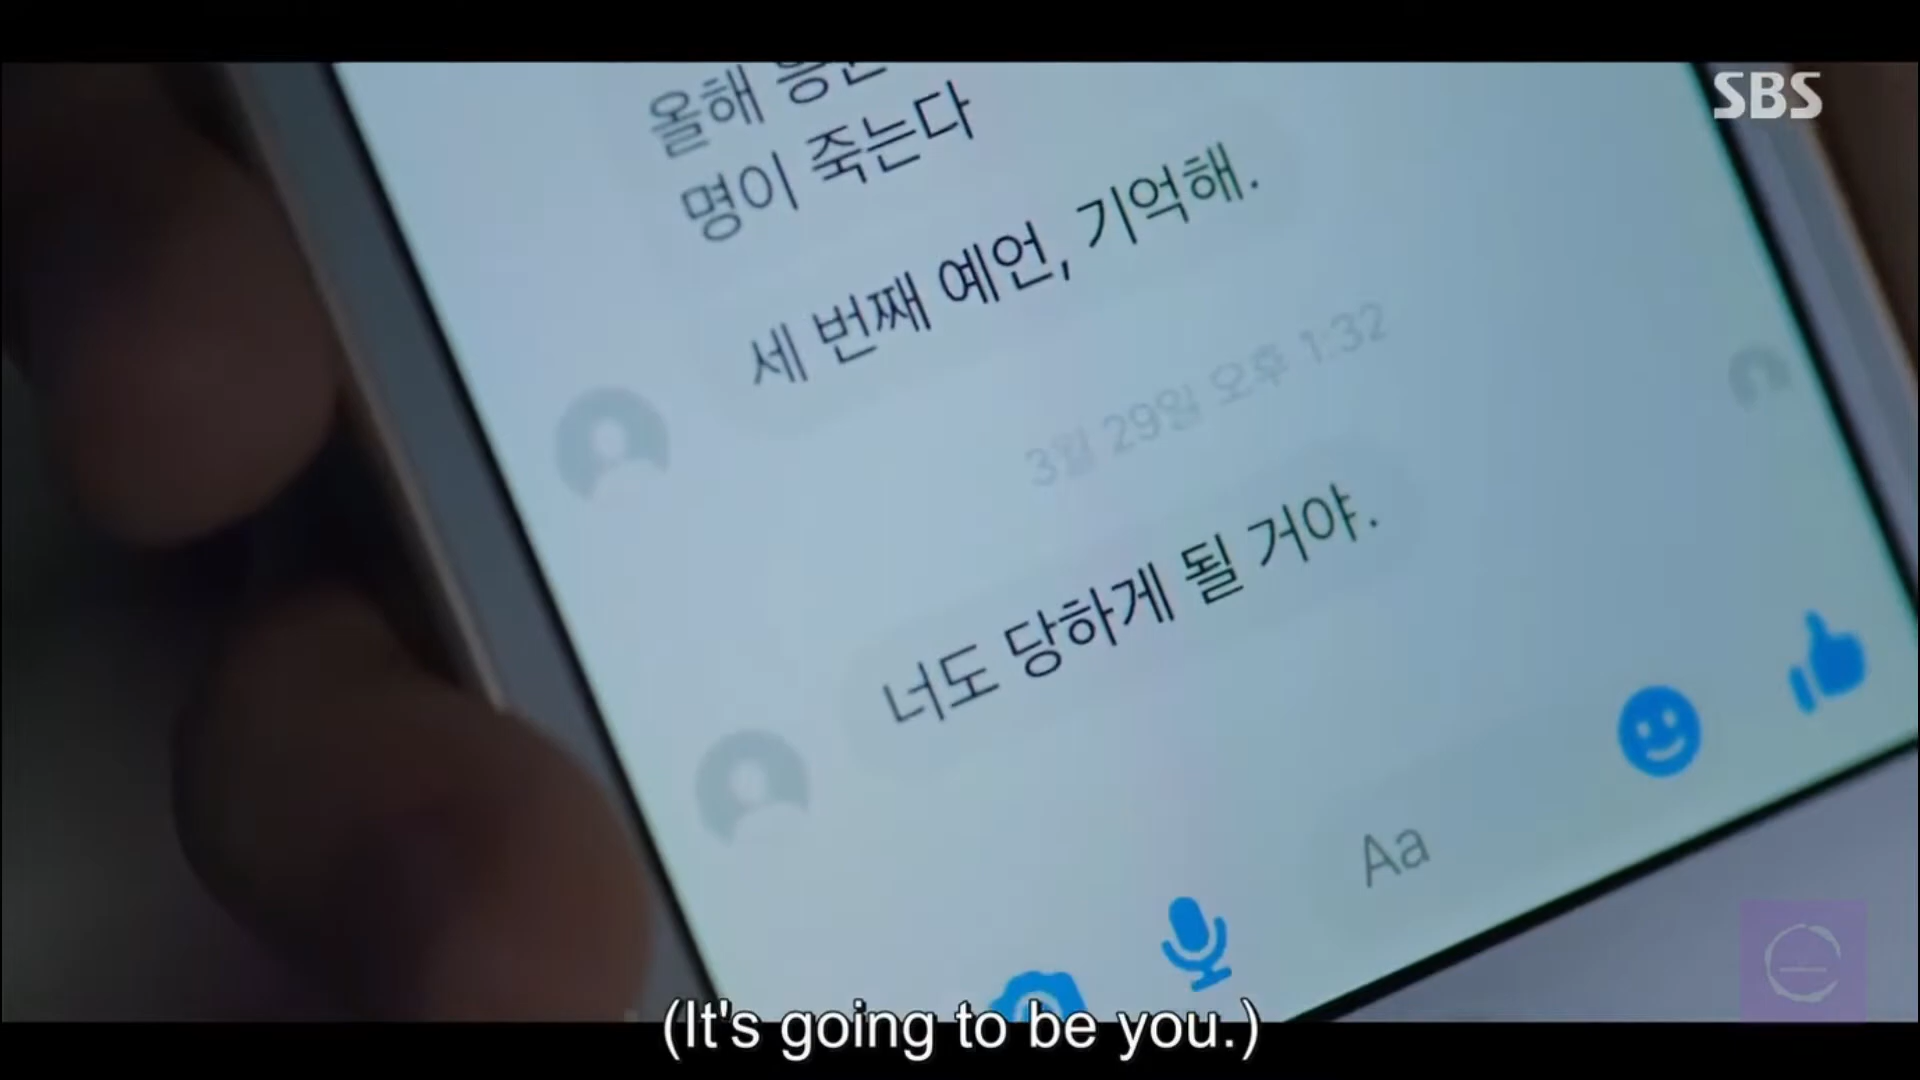 SBS
올해
명이 죽는다
세 번째 예언, 기억해.
3월 29일 오후 1:32
너도 당하게 될 거야.
Aa
(It's going to be you.)